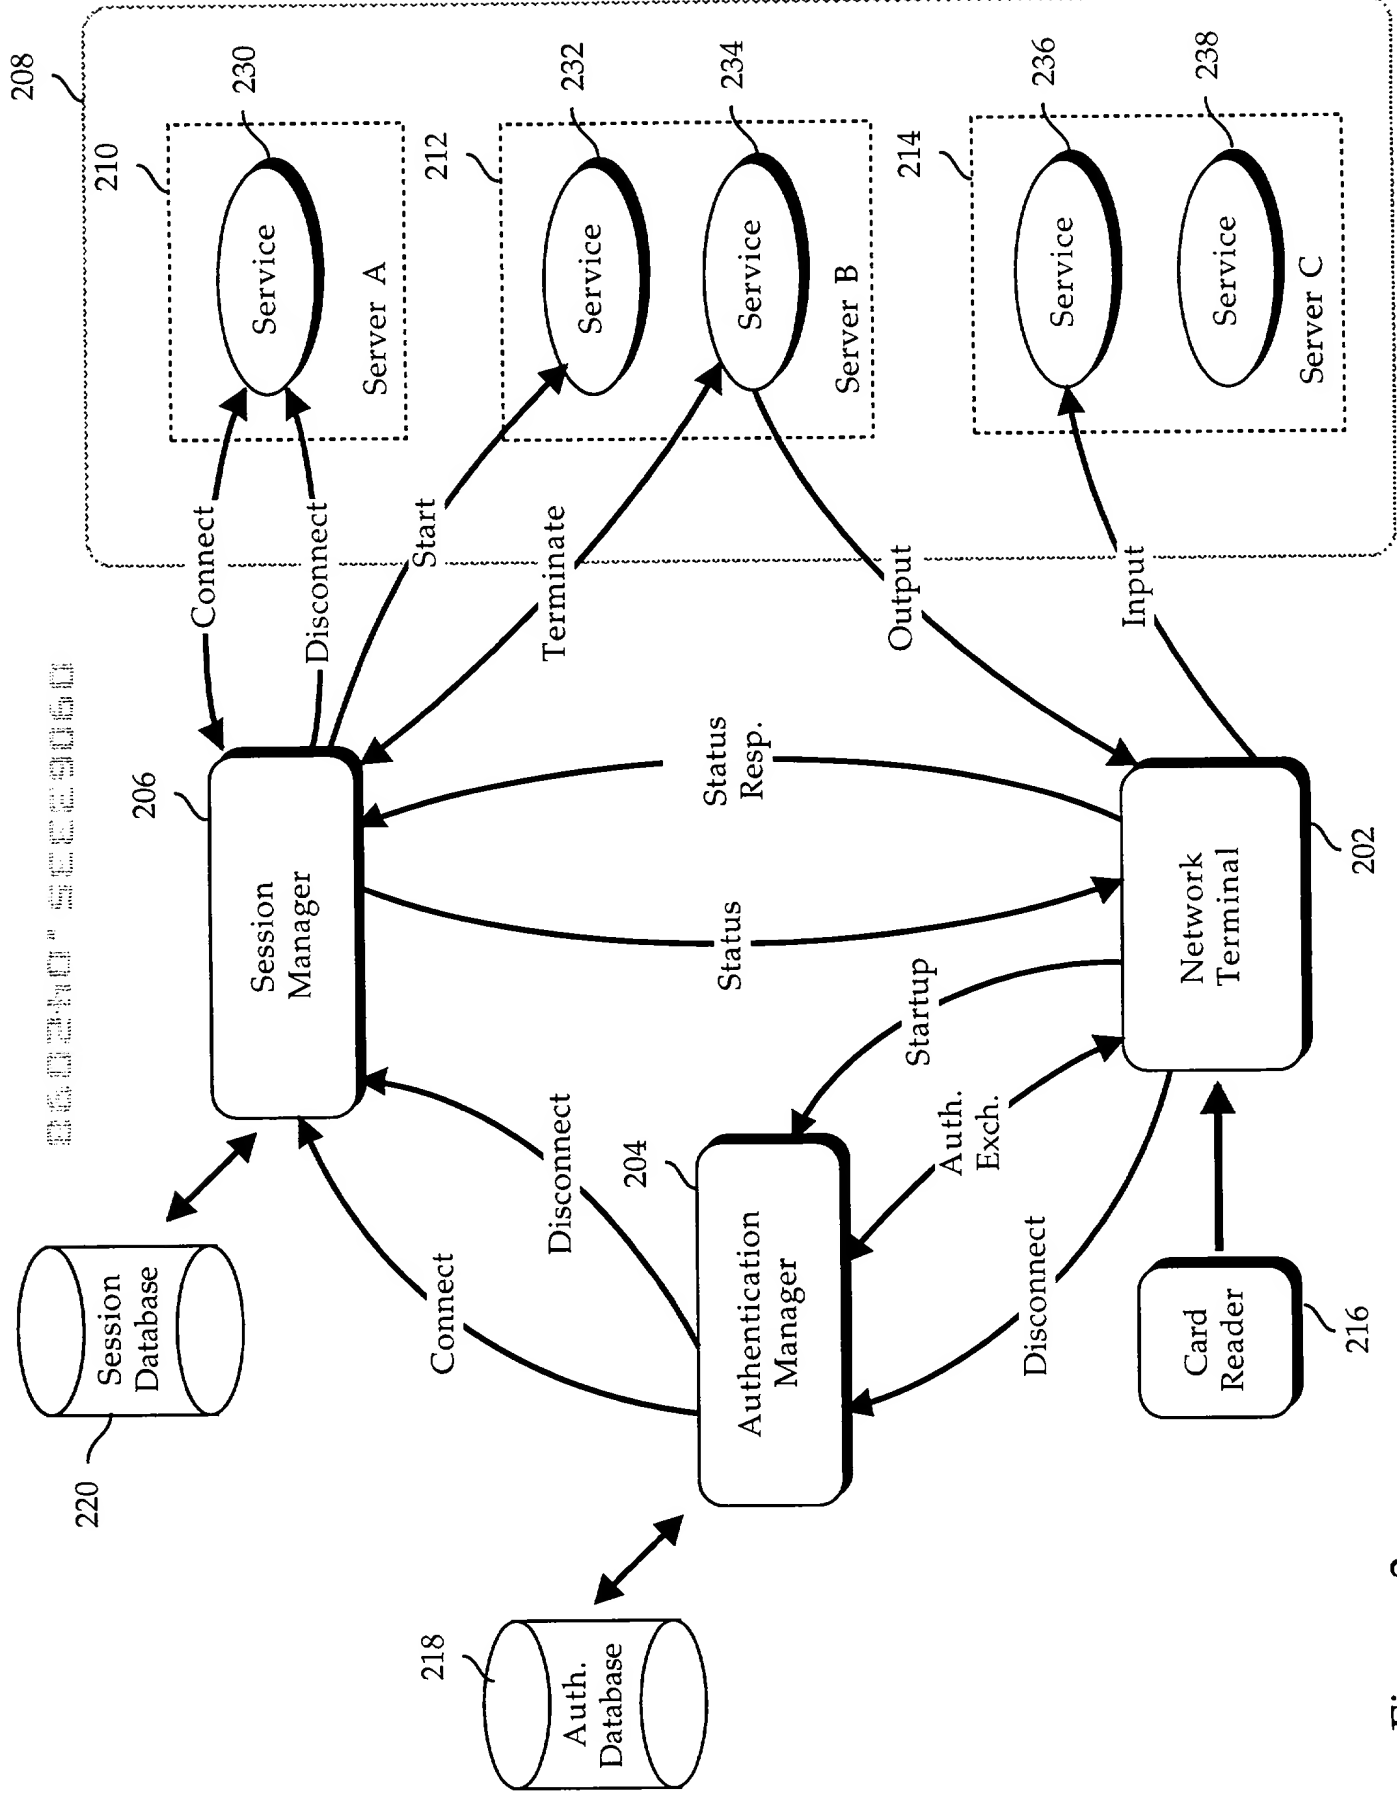 208
210
230
Service
Server A
212
232
Service
234
Service
Server B
214
236
Service
238
Service
Server C
Connect
Disconnect
Start
Terminate
Output
Input
206
Session
Manager
Status
Resp.
Status
Network
Terminal
202
Startup
Auth.
Exch.
Disconnect
Connect
Disconnect
204
Authentication
Manager
Card
Reader
216
Session
Database
220
218
Auth.
Database